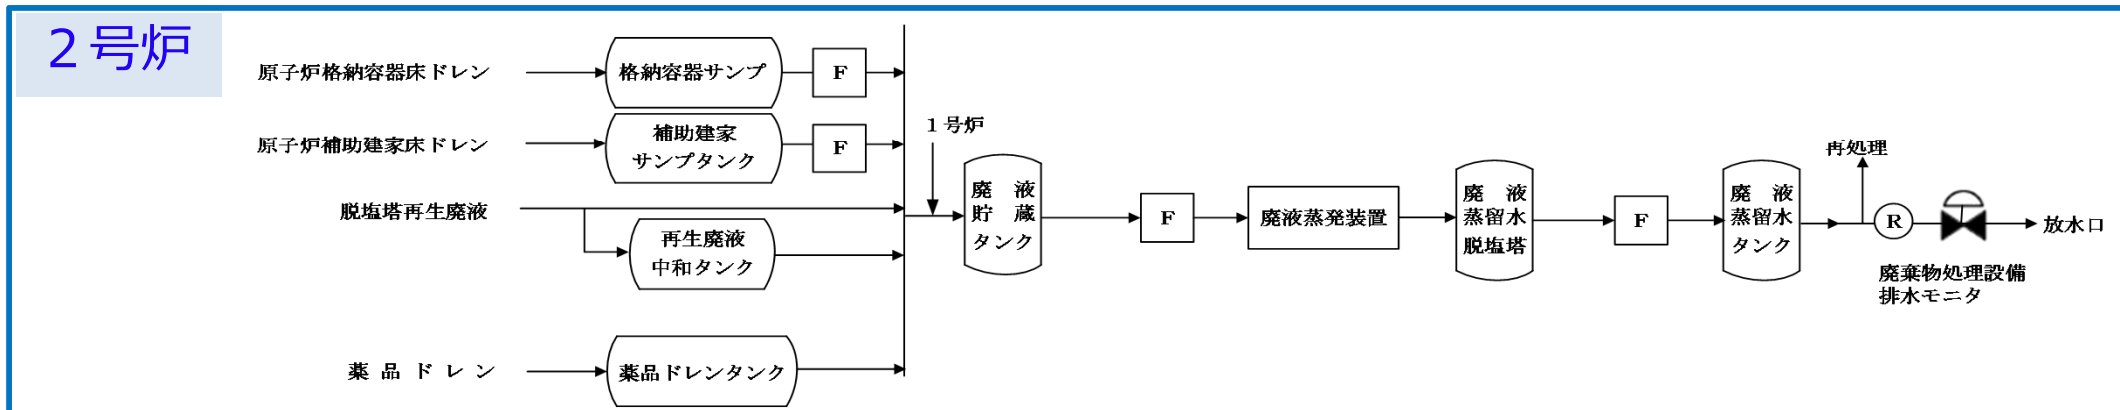 ２号炉
原子炉格納容器床ドレン
格納容器サンプ
F
原子炉補助建家床ドレン
補助建家
サンプタンク
F
脱塩塔再生廃液
再生廃液
中和タンク
薬品ドレン
薬品ドレンタンク
１号炉
廃液
貯蔵
タンク
F
廃液蒸発装置
廃液
蒸留水
脱塩塔
F
廃液
蒸留水
タンク
再処理
R
放水口
廃棄物処理設備
排水モニタ